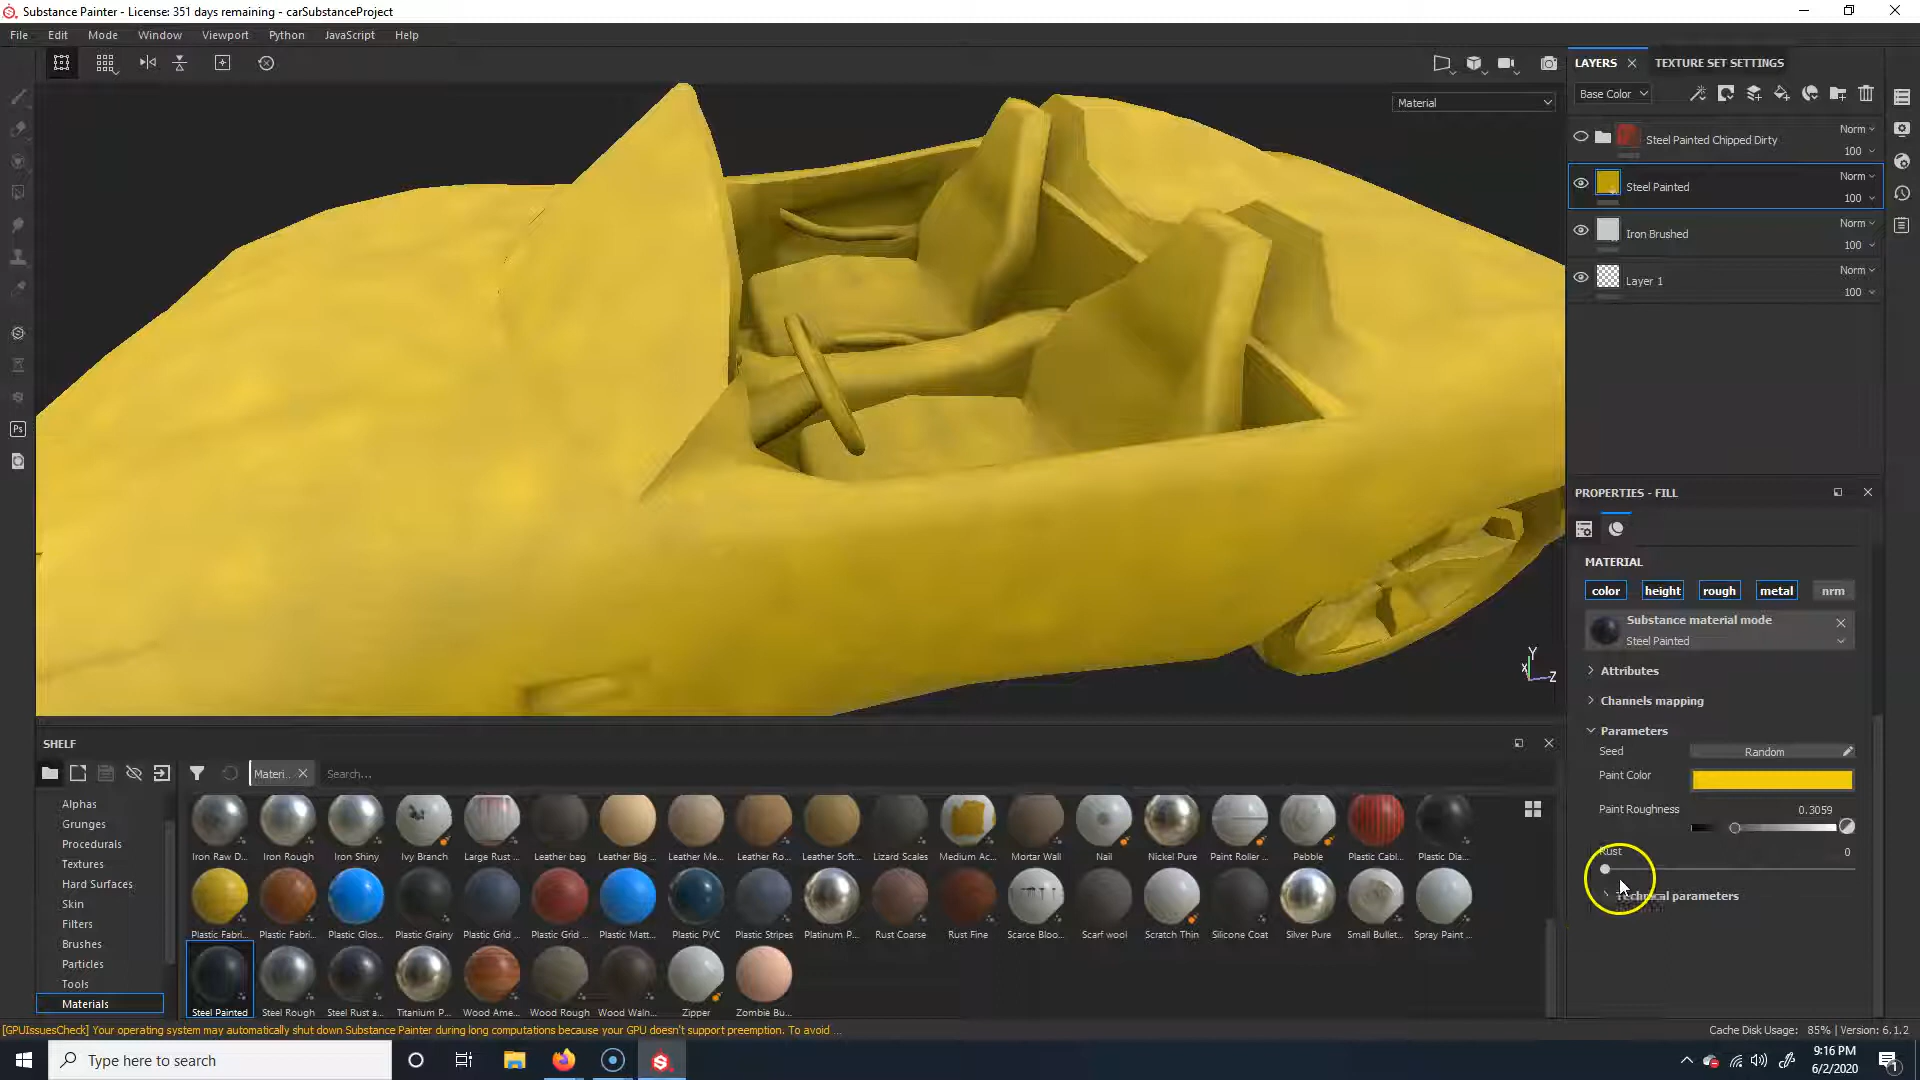 Substance Painter - License: 351 days remaining - carSubstanceProject
File Edit Mode Window Viewport Python JavaScript Help
LAYERS TEXTURE SET SETTINGS
Base Color
Material
Steel Painted Chipped Dirty Norm 100
Steel Painted Norm 100
Iron Brushed Norm 100
Layer 1 Norm 100
Ps
PROPERTIES - FILL
MATERIAL
color height rough metal nrm
Substance material mode
Steel Painted
Attributes
Channels mapping
Parameters
Seed Random
Paint Color
Paint Roughness 0.3059
Rust 0
Technical parameters
Y
X
Z
SHELF
Materi... Search...
Alphas
Grunges
Procedurals
Textures
Hard Surfaces
Skin
Filters
Brushes
Particles
Tools
Materials
Iron Raw D... Iron Rough Iron Shiny Ivy Branch Large Rust ... Leather bag Leather Big ... Leather Me... Leather Ro... Leather Soft... Lizard Scales Medium Ac... Mortar Wall Nail Nickel Pure Paint Roller ... Pebble Plastic Cabl... Plastic Dia...
Plastic Fabri... Plastic Fabri... Plastic Glos... Plastic Grainy Plastic Grid ... Plastic Grid ... Plastic Matt... Plastic PVC Plastic Stripes Platinum P... Rust Coarse Rust Fine Scarce Bloo... Scarf wool Scratch Thin Silicone Coat Silver Pure Small Bullet... Spray Paint ...
Steel Painted Steel Rough Steel Rust a... Titanium P... Wood Ame... Wood Rough Wood Waln... Zipper Zombie Bu...
[GPUIssuesCheck] Your operating system may automatically shut down Substance Painter during long computations because your GPU doesn't support preemption. To avoid ...
Cache Disk Usage: 85% | Version: 6.1.2
Type here to search
9:16 PM
6/2/2020
1